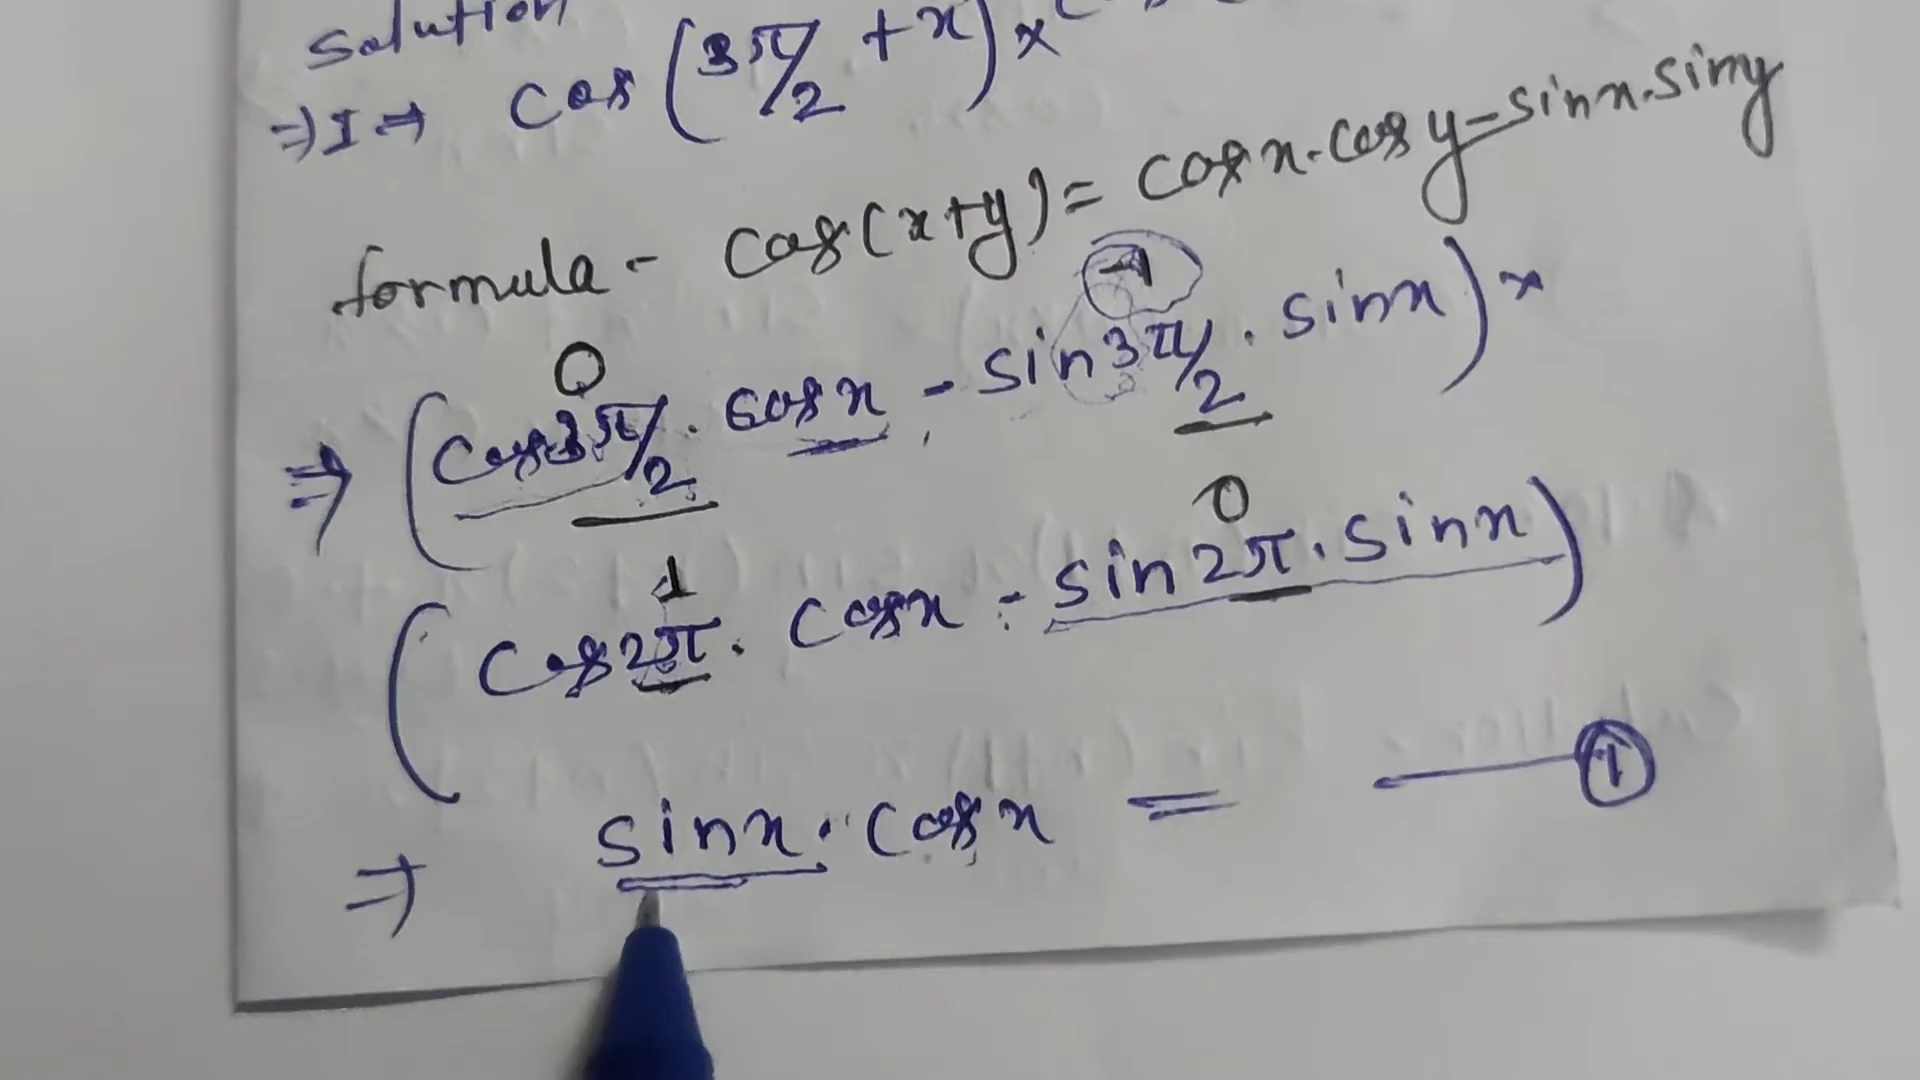 Solution
⇒ I → cos (3π/2 + x) ×
formula - cos(x+y) = cosx.cosy-sinx.siny
0 -1
⇒ (cos3π/2 . cosx - sin3π/2 . sinx) ×
1 0
(cos2π. cosx - sin2π. sinx)
⇒ sinx. cosx = — 1